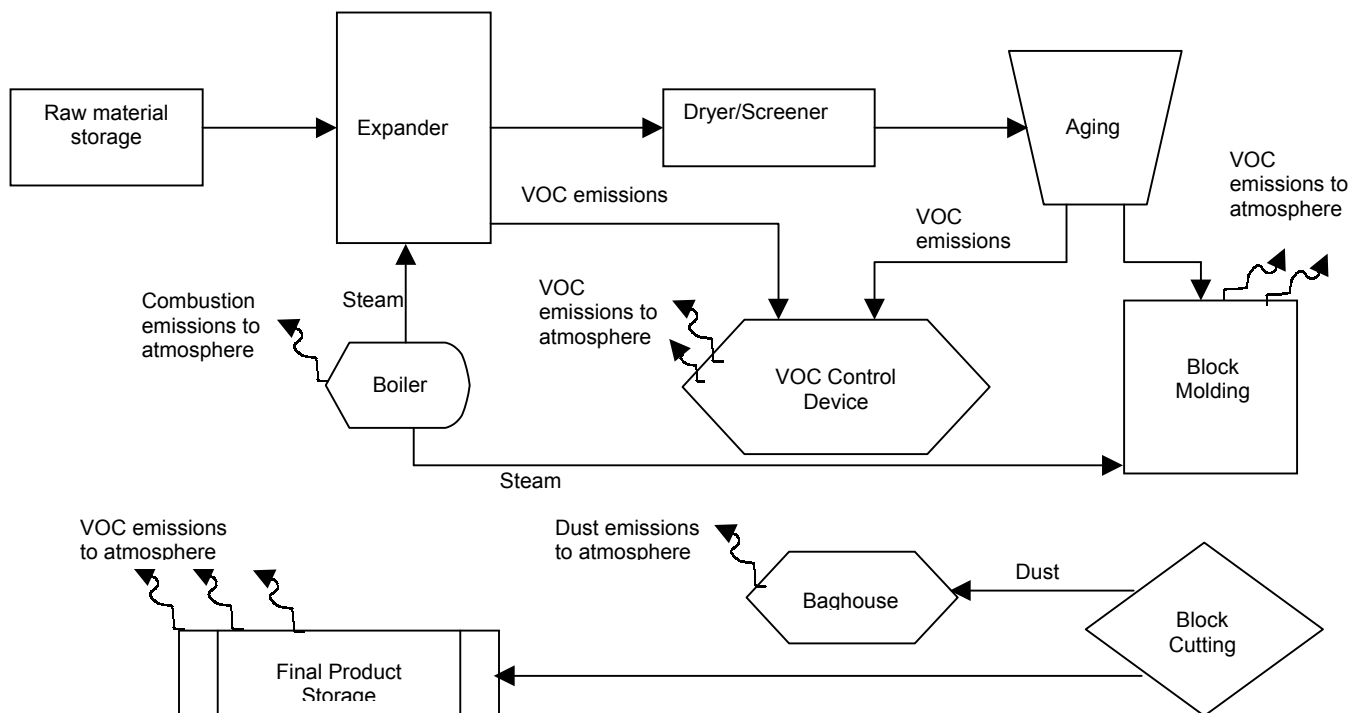 Raw material
storage
Expander
Dryer/Screener
Aging
VOC
emissions to
atmosphere
VOC emissions
VOC
emissions
Combustion
emissions to
atmosphere
Steam
VOC
emissions to
atmosphere
Boiler
VOC Control
Device
Block
Molding
Steam
VOC emissions
to atmosphere
Dust emissions
to atmosphere
Dust
Baghouse
Block
Cutting
Final Product
Storage